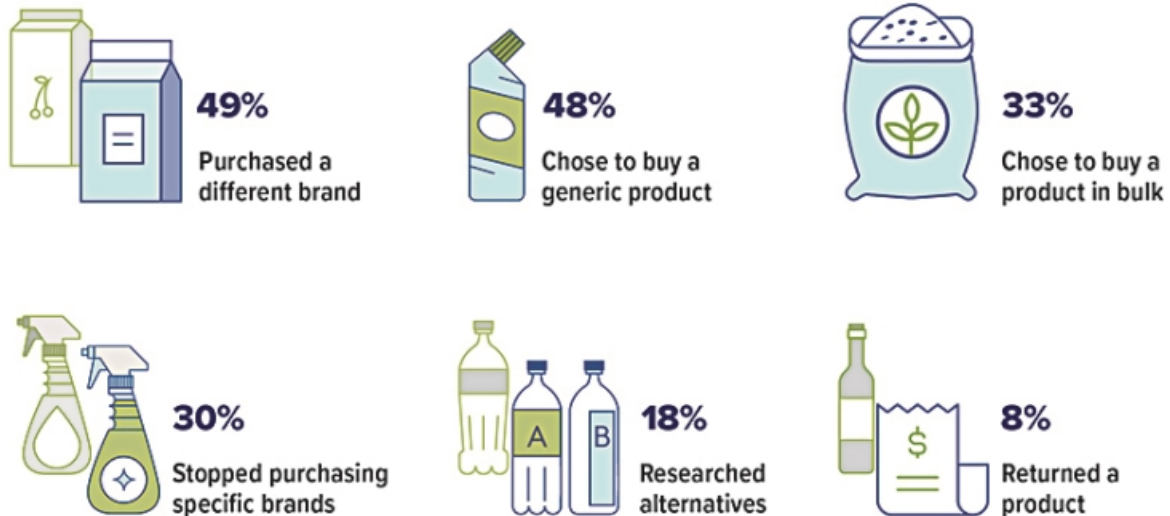 49%
Purchased a
different brand
48%
Chose to buy a
generic product
33%
Chose to buy a
product in bulk
30%
Stopped purchasing
specific brands
A
B
18%
Researched
alternatives
$
8%
Returned a
product